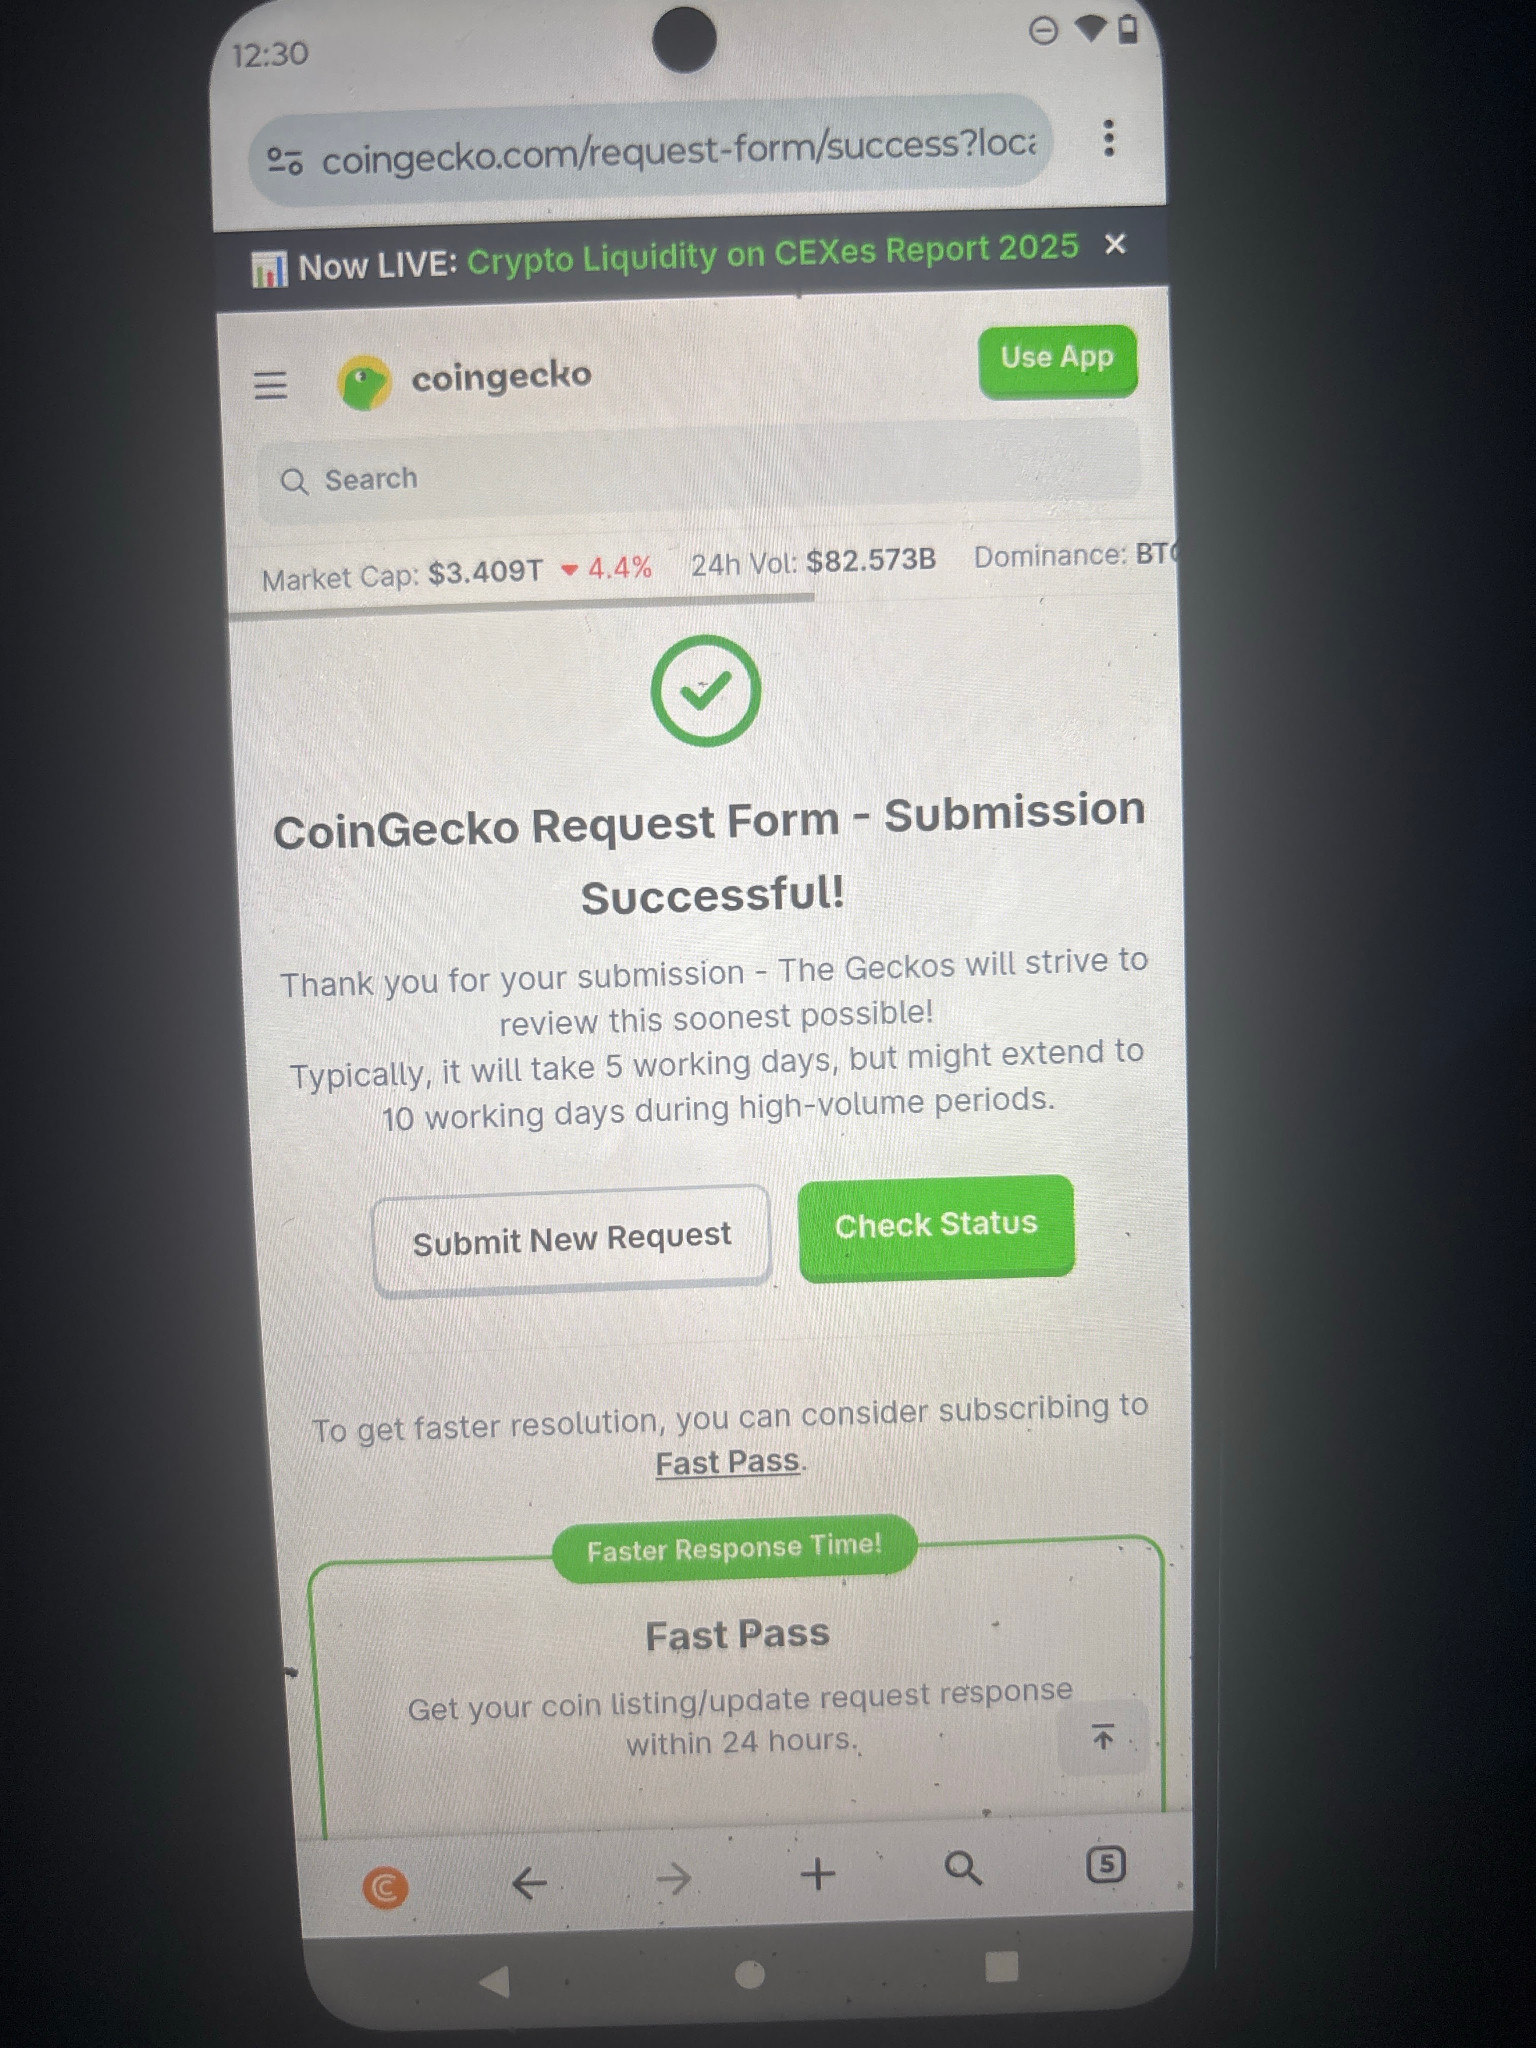 12:30
coingecko.com/request-form/success?loca
Now LIVE: Crypto Liquidity on CEXes Report 2025 ✕
coingecko
Use App
Search
Market Cap: $3.409T ▼ 4.4% 24h Vol: $82.573B Dominance: BTC
CoinGecko Request Form - Submission
Successful!
Thank you for your submission - The Geckos will strive to
review this soonest possible!
Typically, it will take 5 working days, but might extend to
10 working days during high-volume periods.
Submit New Request
Check Status
To get faster resolution, you can consider subscribing to
Fast Pass.
Faster Response Time!
Fast Pass
Get your coin listing/update request response
within 24 hours.
5